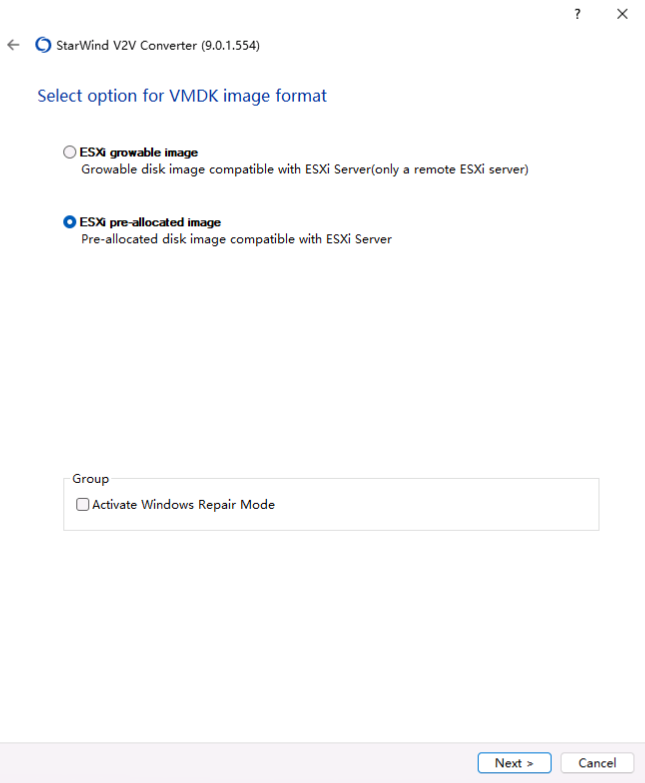 ?
StarWind V2V Converter (9.0.1.554)
Select option for VMDK image format
ESXi growable image
Growable disk image compatible with ESXi Server(only a remote ESXi server)
ESXi pre-allocated image
Pre-allocated disk image compatible with ESXi Server
Group
Activate Windows Repair Mode
Next >
Cancel